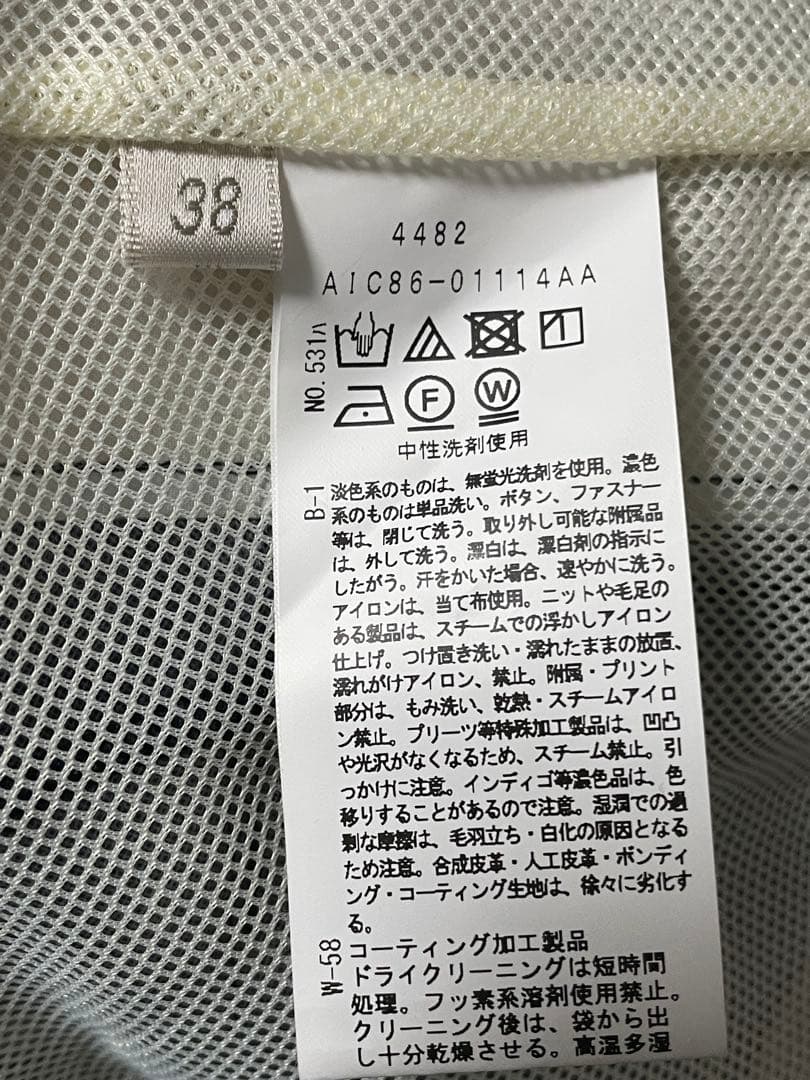 38
4482
AIC86-01114AA
NO.531ハ
F
W
中性洗剤使用
B-1
淡色系のものは、無蛍光洗剤を使用。濃色
系のものは単品洗い。ボタン、ファスナー
等は、閉じて洗う。取り外し可能な附属品
は、外して洗う。漂白は、漂白剤の指示に
したがう。汗をかいた場合、速やかに洗う。
アイロンは、当て布使用。ニットや毛足の
ある製品は、スチームでの浮かしアイロン
仕上げ。つけ置き洗い・濡れたままの放置、
濡れがけアイロン、禁止。附属・プリント
部分は、もみ洗い、乾熱・スチームアイロ
ン禁止。プリーツ等特殊加工製品は、凹凸
や光沢がなくなるため、スチーム禁止。引
っかけに注意。インディゴ等濃色品は、色
移りすることがあるので注意。湿潤での過
剰な摩擦は、毛羽立ち・白化の原因となる
ため注意。合成皮革・人工皮革・ボンディ
ング・コーティング生地は、徐々に劣化す
る。
W-58
コーティング加工製品
ドライクリーニングは短時間
処理。フッ素系溶剤使用禁止。
クリーニング後は、袋から出
し十分乾燥させる。高温多湿